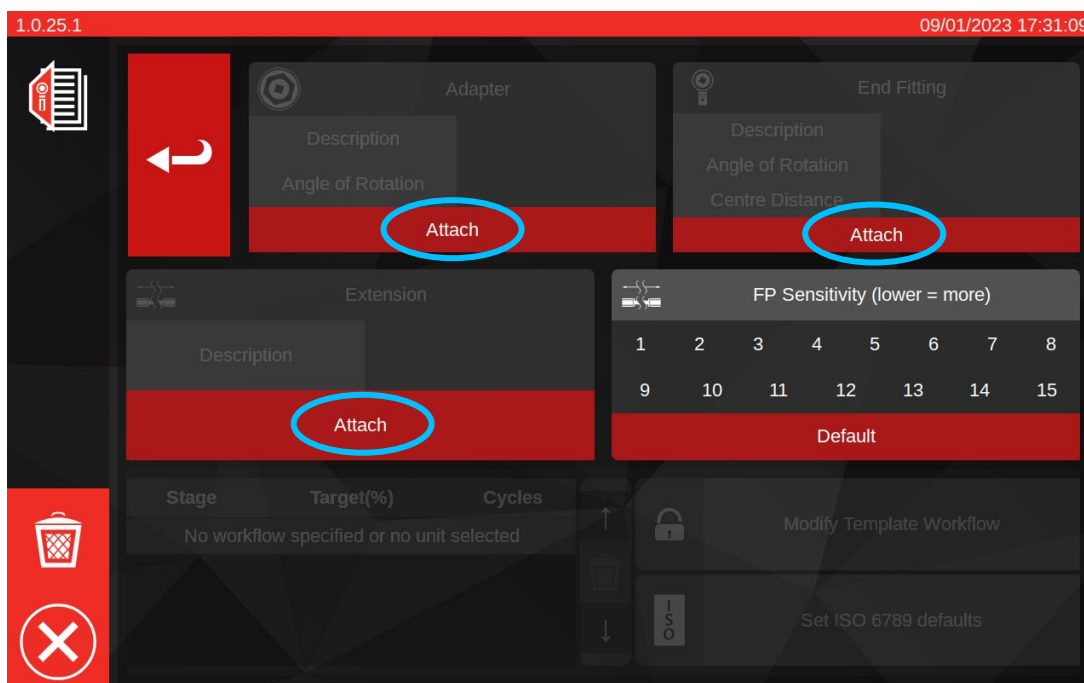 1.0.25.1
09/01/2023 17:31:09
Adapter
Description
Angle of Rotation
Attach
End Fitting
Description
Angle of Rotation
Centre Distance
Attach
Extension
Description
Attach
FP Sensitivity (lower = more)
1 2 3 4 5 6 7 8
9 10 11 12 13 14 15
Default
Stage Target(%) Cycles
No workflow specified or no unit selected
Modify Template Workflow
ISO
Set ISO 6789 defaults